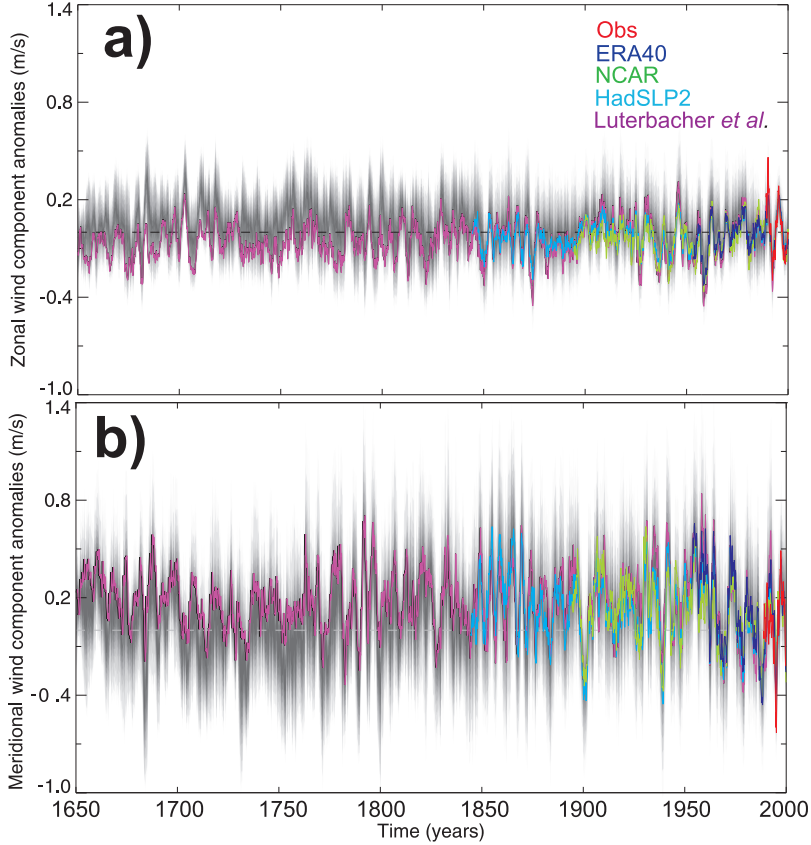 1.4
0.8
0.2
-0.4
-1.0
Zonal wind component anomalies (m/s)
a)
Obs
ERA40
NCAR
HadSLP2
Luterbacher et al.
1.4
0.8
0.2
-0.4
-1.0
Meridional wind component anomalies (m/s)
b)
1650 1700 1750 1800 1850 1900 1950 2000
Time (years)